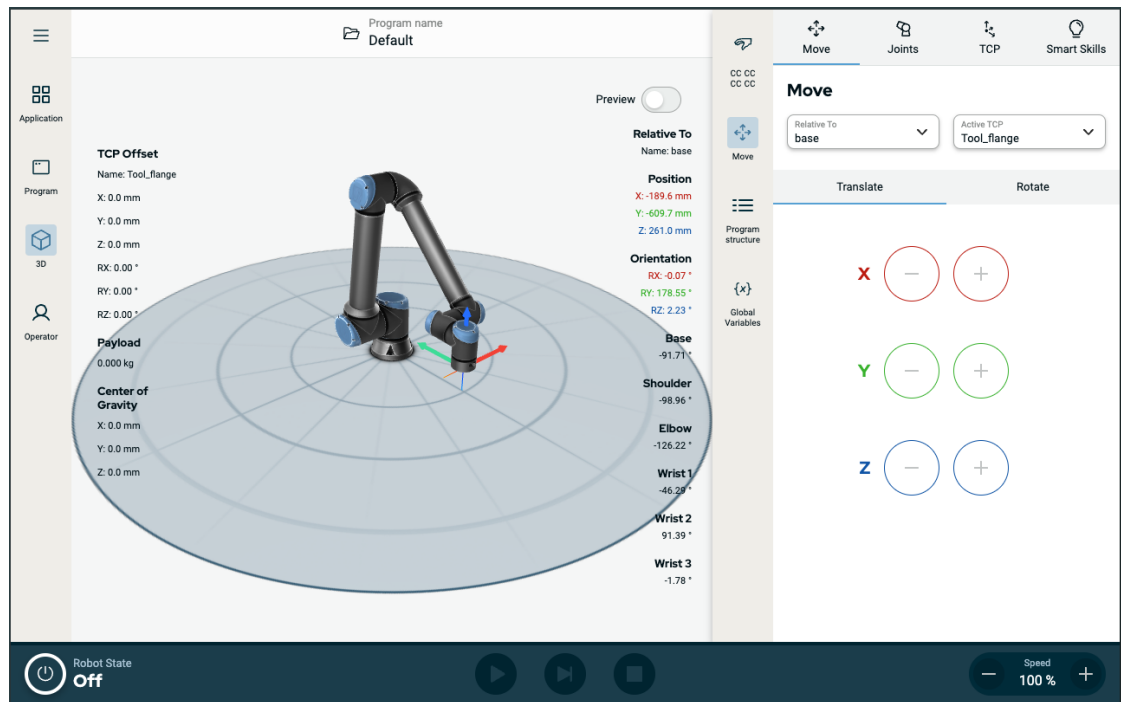 Program name
Default
Application
Program
3D
Operator
Preview
TCP Offset
Name: Tool_flange
X: 0.0 mm
Y: 0.0 mm
Z: 0.0 mm
RX: 0.00 °
RY: 0.00 °
RZ: 0.00 °
Payload
0.000 kg
Center of
Gravity
X: 0.0 mm
Y: 0.0 mm
Z: 0.0 mm
Relative To
Name: base
Position
X: -189.6 mm
Y: -609.7 mm
Z: 261.0 mm
Orientation
RX: -0.07 °
RY: 178.55 °
RZ: 2.23 °
Base
-91.71 °
Shoulder
-98.96 °
Elbow
-126.22 °
Wrist 1
-46.29 °
Wrist 2
91.39 °
Wrist 3
-1.78 °
CC CC
CC CC
Move
Program
structure
{x}
Global
Variables
Move
Joints
TCP
Smart Skills
Move
Relative To
base
Active TCP
Tool_flange
Translate
Rotate
X
Y
Z
Robot State
Off
Speed
100 %